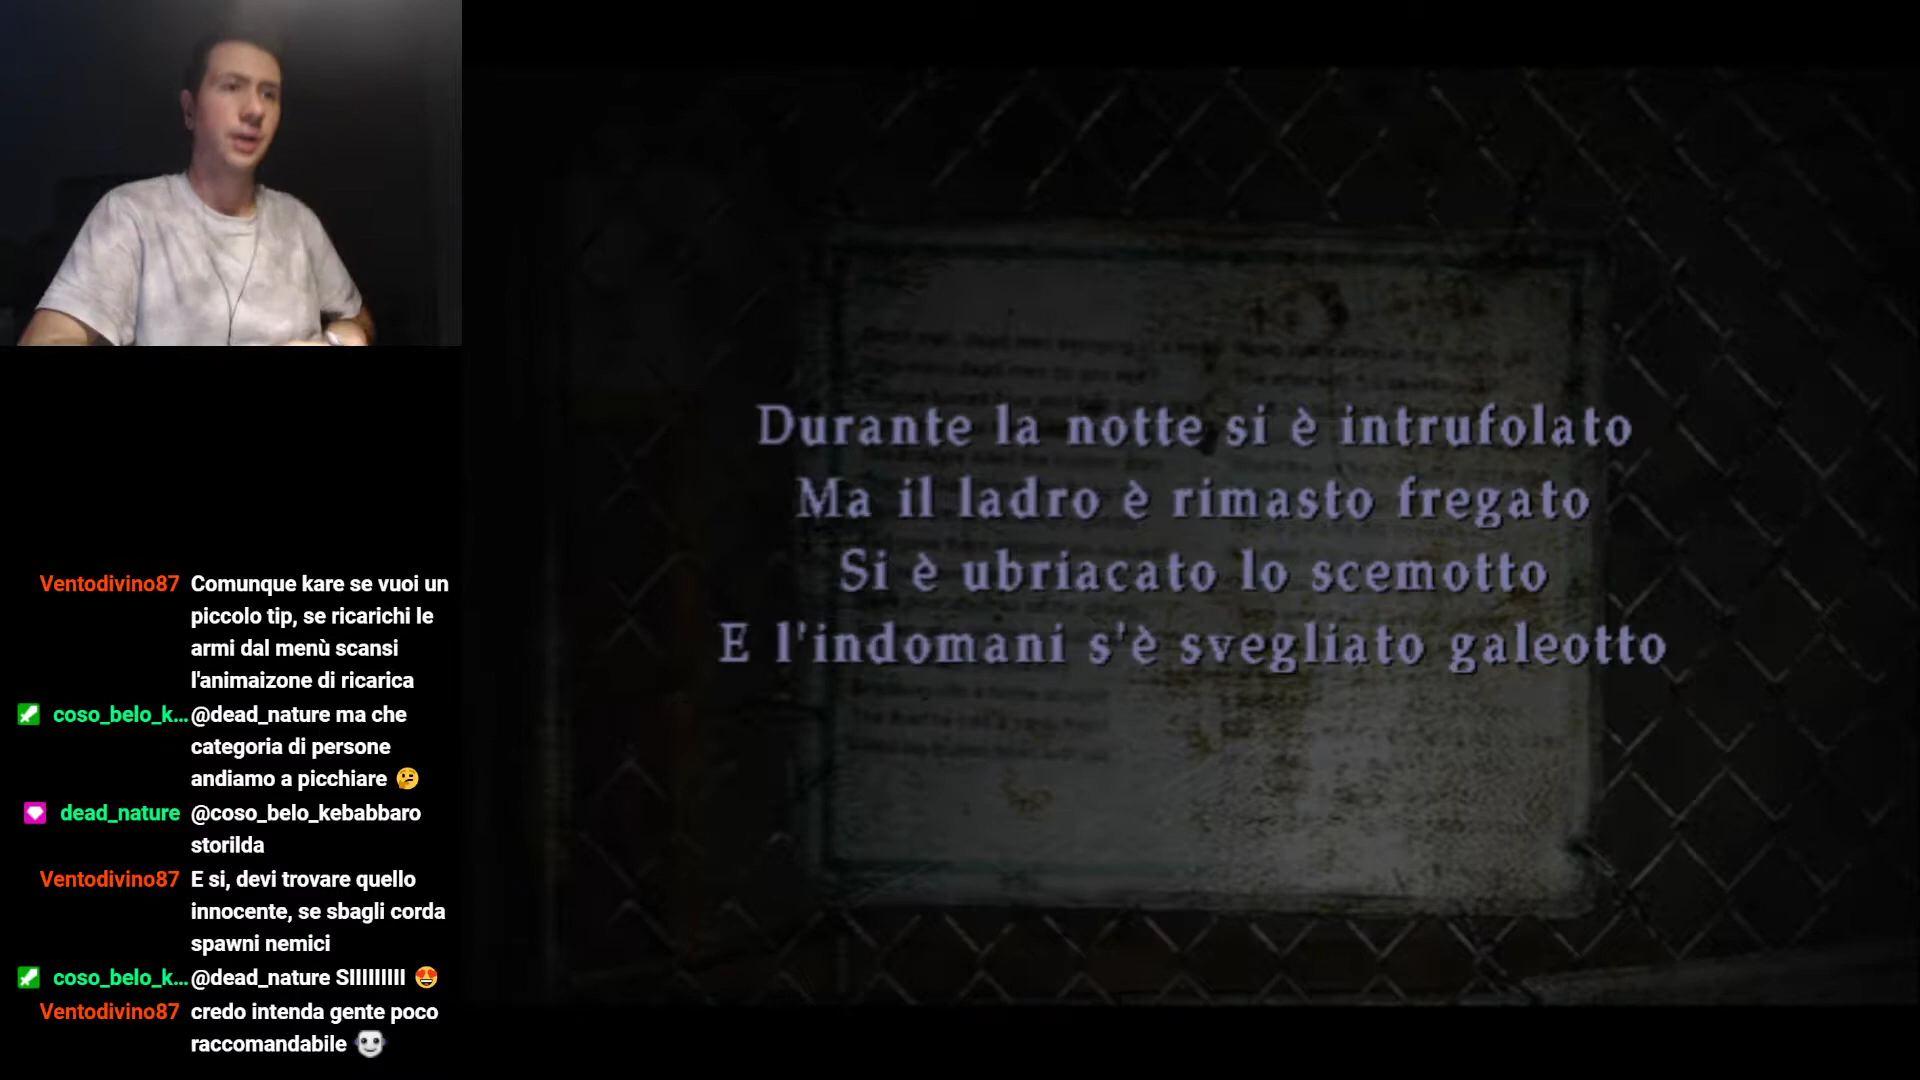 Durante la notte si è intrufolato
Ma il ladro è rimasto fregato
Si è ubriacato lo scemotto
E l'indomani s'è svegliato galeotto
Ventodivino87 Comunque kare se vuoi un
piccolo tip, se ricarichi le
armi dal menù scansi
l'animaizone di ricarica
coso_belo_k... @dead_nature ma che
categoria di persone
andiamo a picchiare 🤔
dead_nature @coso_belo_kebabbaro
storilda
Ventodivino87 E si, devi trovare quello
innocente, se sbagli corda
spawni nemici
coso_belo_k... @dead_nature SIIIIIIIII 😍
Ventodivino87 credo intenda gente poco
raccomandabile